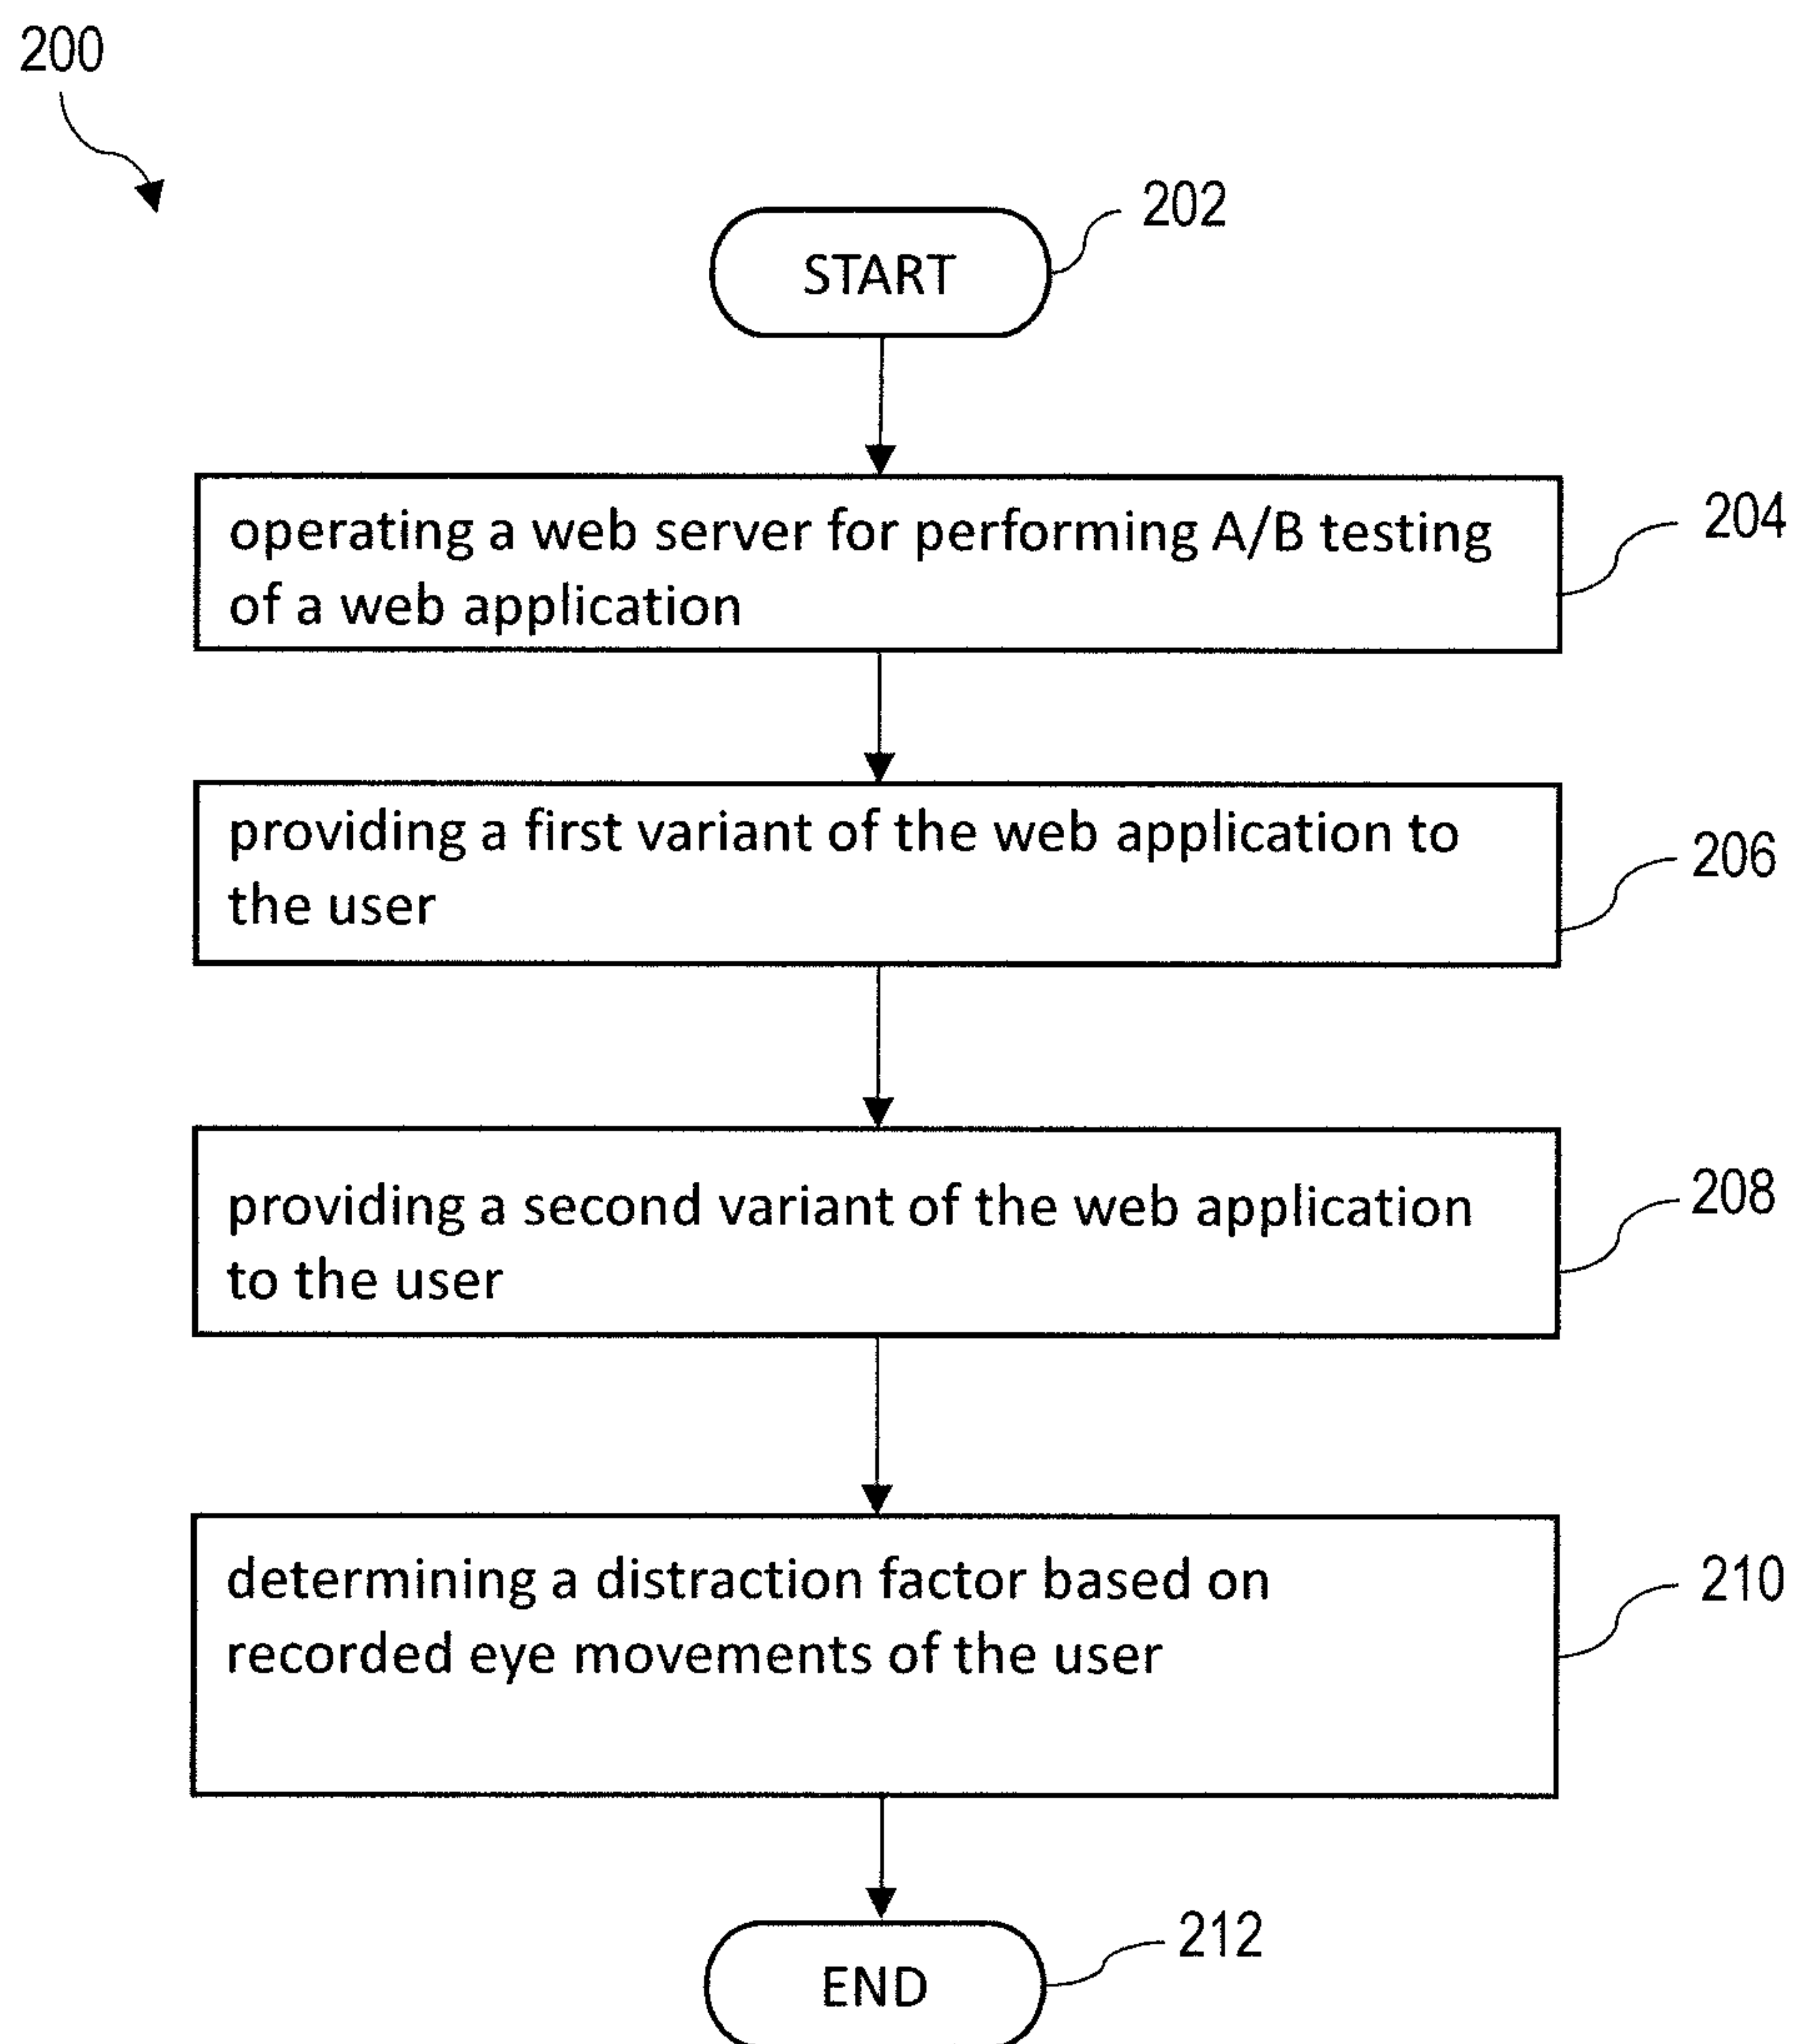 200
202
START
204
operating a web server for performing A/B testing
of a web application
206
providing a first variant of the web application to
the user
208
providing a second variant of the web application
to the user
210
determining a distraction factor based on
recorded eye movements of the user
212
END